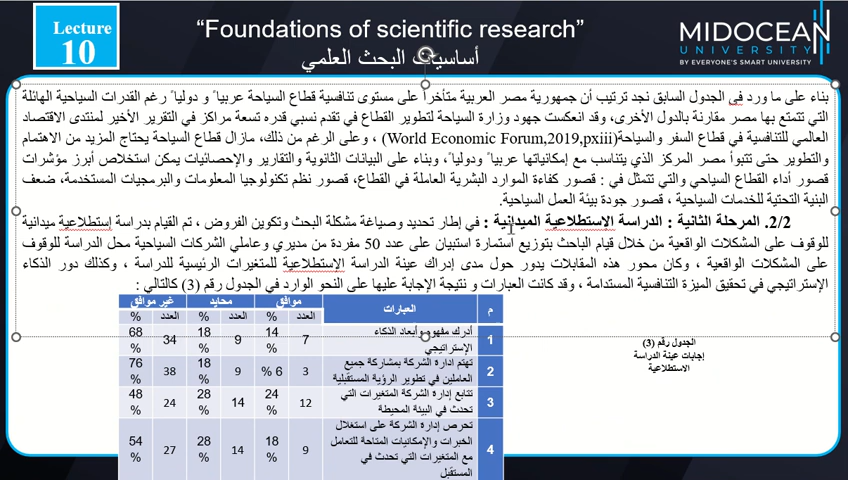 Lecture
10
“Foundations of scientific research”
أساسيات البحث العلمي
MIDOCEAN
UNIVERSITY
BY EVERYONE'S SMART UNIVERSITY
بناء على ما ورد في الجدول السابق نجد ترتيب أن جمهورية مصر العربية متأخراً على مستوى تنافسية قطاع السياحة عربيا" و دوليا" رغم القدرات السياحية الهائلة
التي تتمتع بها مصر مقارنة بالدول الأخرى، وقد انعكست جهود وزارة السياحة لتطوير القطاع في تقدم نسبي قدره تسعة مراكز في التقرير الأخير لمنتدى الاقتصاد
العالمي للتنافسية في قطاع السفر والسياحة(World Economic Forum,2019,pxiii) ، وعلى الرغم من ذلك، مازال قطاع السياحة يحتاج المزيد من الاهتمام
والتطوير حتى تتبوأ مصر المركز الذي يتناسب مع إمكانياتها عربيا" ودوليا"، وبناء على البيانات الثانوية والتقارير والإحصائيات يمكن استخلاص أبرز مؤشرات
قصور أداء القطاع السياحي والتي تتمثل في : قصور كفاءة الموارد البشرية العاملة في القطاع، قصور نظم تكنولوجيا المعلومات والبرمجيات المستخدمة، ضعف
البنية التحتية للخدمات السياحية ، قصور جودة بيئة العمل السياحية.
2/2. المرحلة الثانية : الدراسة الإستطلاعية الميدانية : في إطار تحديد وصياغة مشكلة البحث وتكوين الفروض ، تم القيام بدراسة إستطلاعية ميدانية
للوقوف على المشكلات الواقعية من خلال قيام الباحث بتوزيع استمارة استبيان على عدد 50 مفردة من مديري وعاملي الشركات السياحية محل الدراسة للوقوف
على المشكلات الواقعية ، وكان محور هذه المقابلات يدور حول مدى إدراك عينة الدراسة الإستطلاعية للمتغيرات الرئيسية للدراسة ، وكذلك دور الذكاء
الإستراتيجي في تحقيق الميزة التنافسية المستدامة ، وقد كانت العبارات و نتيجة الإجابة عليها على النحو الوارد في الجدول رقم (3) كالتالي :
الجدول رقم (3)
إجابات عينة الدراسة
الاستطلاعية
م العبارات موافق محايد غير موافق
العدد % العدد % العدد %
1 أدرك مفهوم وأبعاد الذكاء الإستراتيجي 7 14 % 9 18 % 34 68 %
2 تهتم ادارة الشركة بمشاركة جميع العاملين في تطوير الرؤية المستقبلية 3 6 % 9 18 % 38 76 %
3 تتابع إدارة الشركة المتغيرات التي تحدث في البيئة المحيطة 12 24 % 14 28 % 24 48 %
4 تحرص إدارة الشركة على استغلال الخبرات والإمكانيات المتاحة للتعامل مع المتغيرات التي تحدث في المستقبل 9 18 % 14 28 % 27 54 %